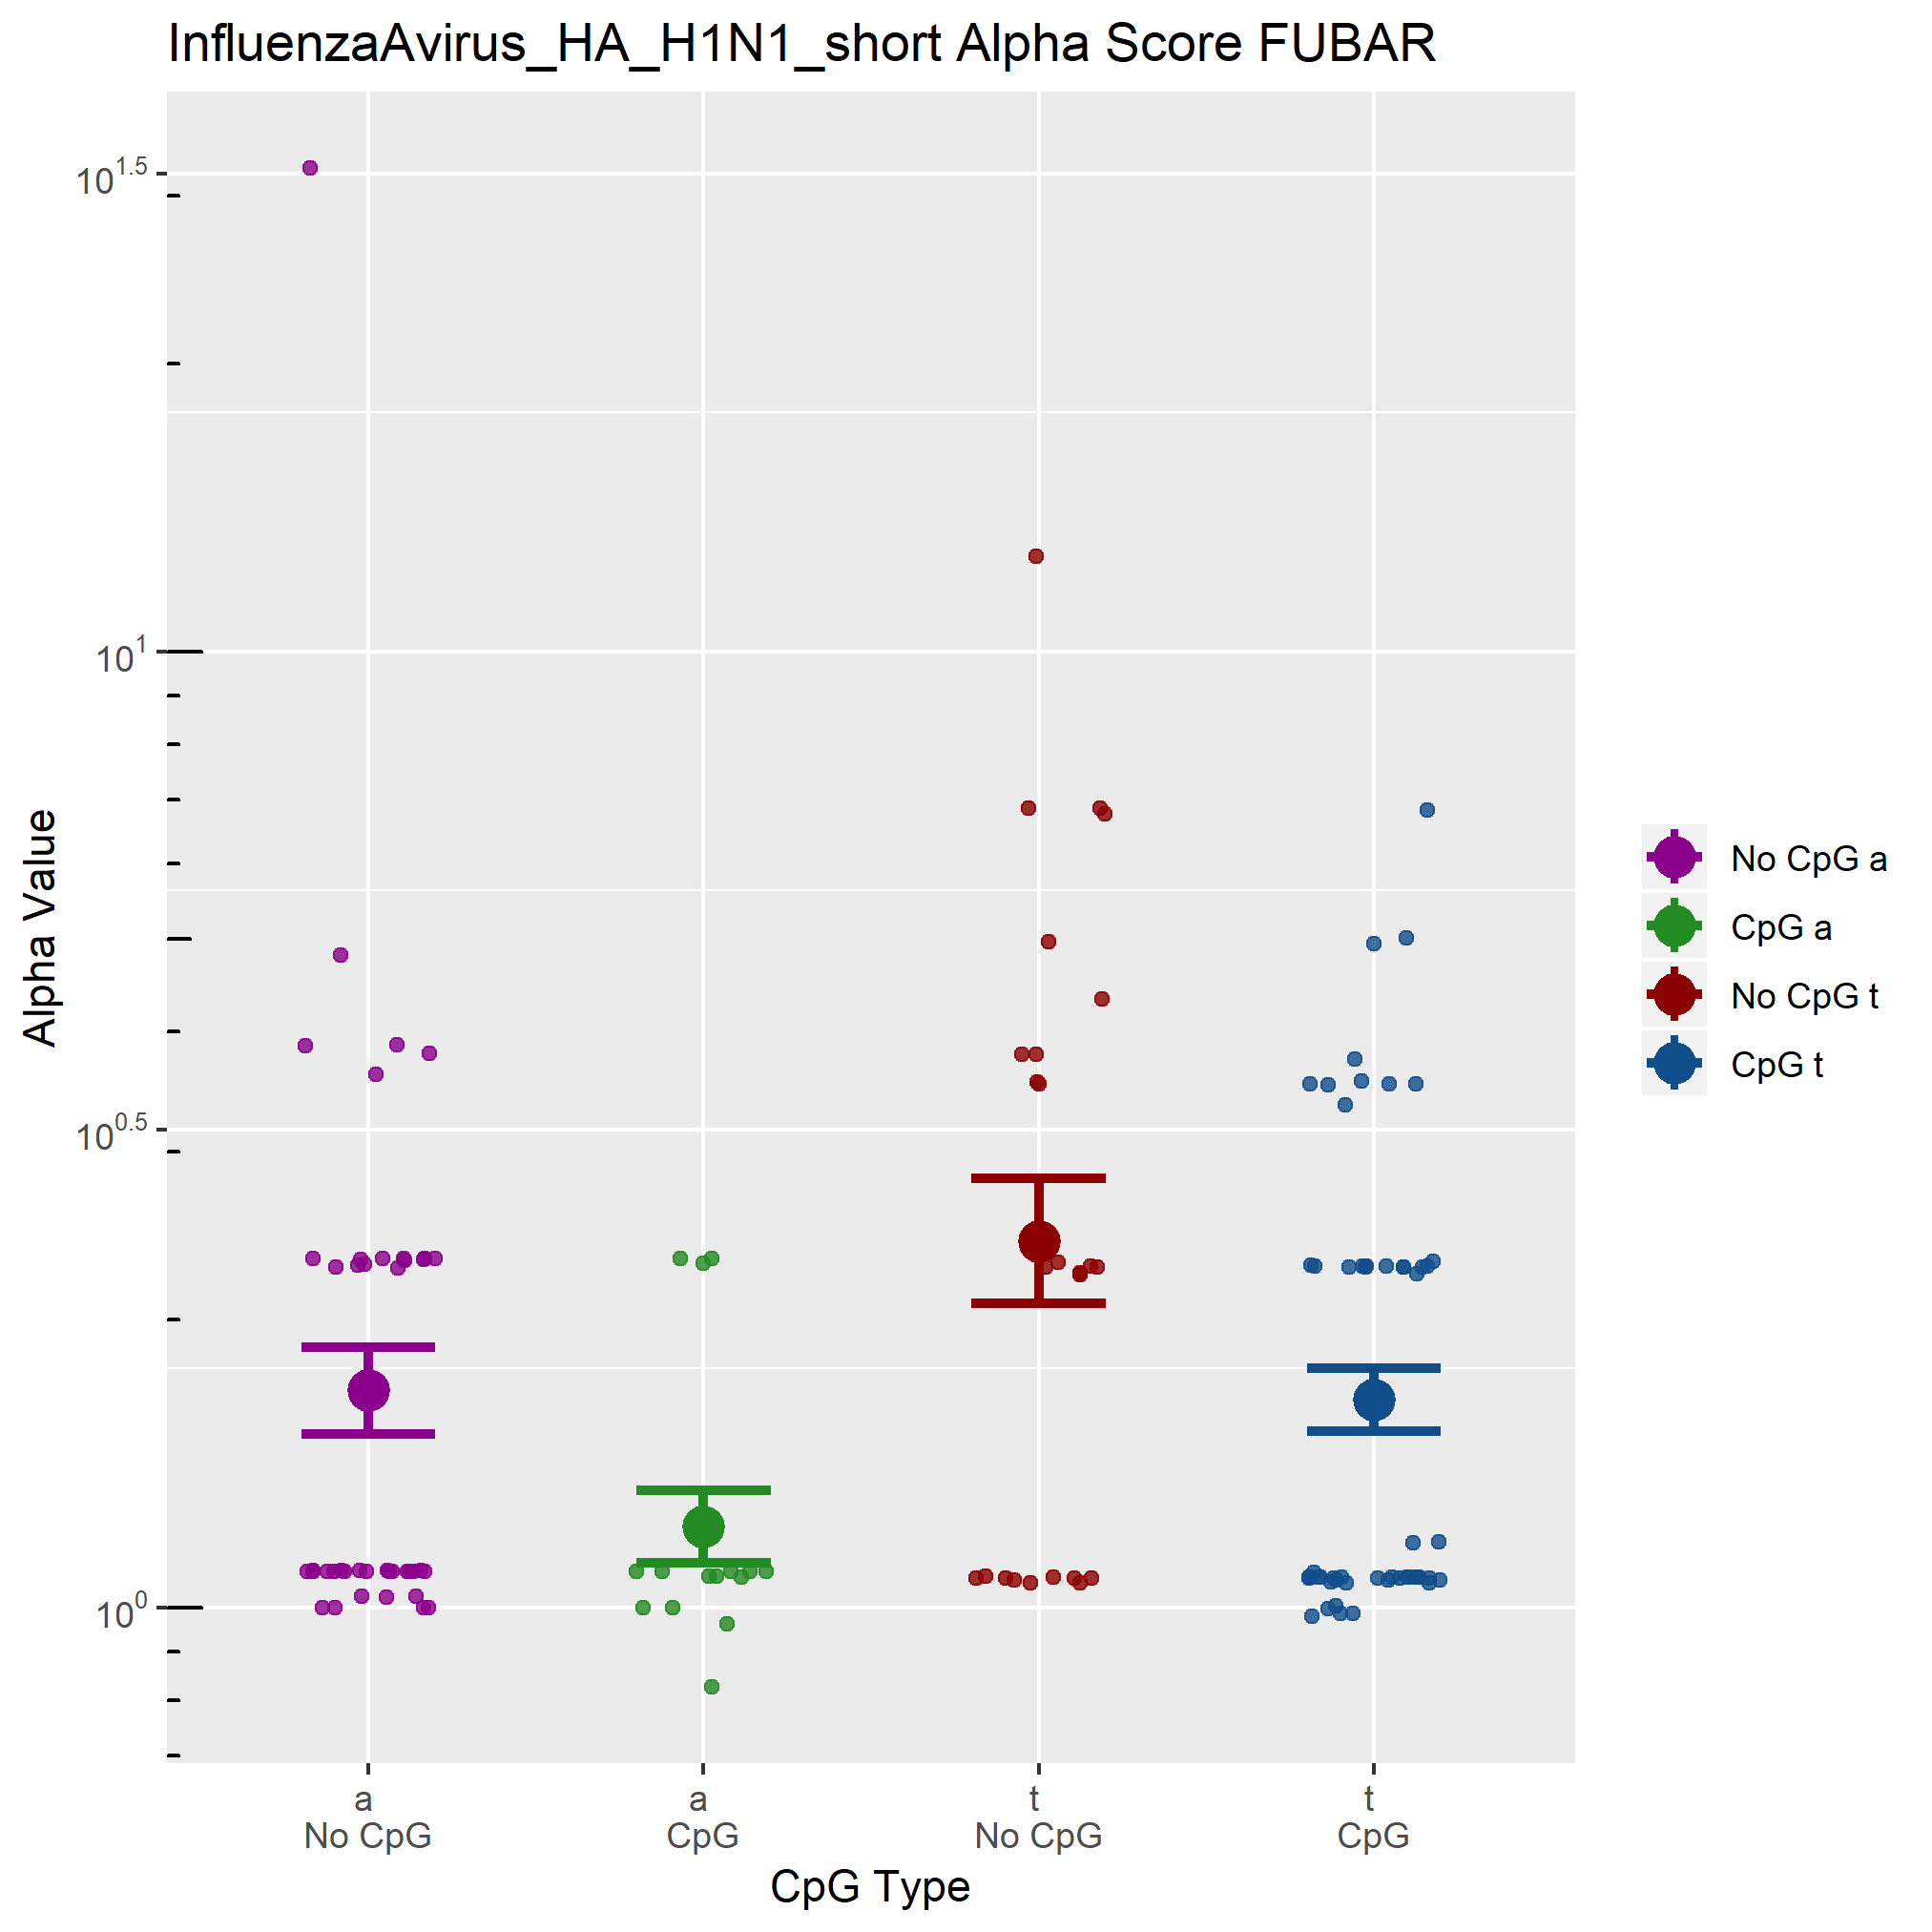 InfluenzaAvirus_HA_H1N1_short Alpha Score FUBAR
Alpha Value
10^1.5
10^1
10^0.5
10^0
a
No CpG
a
CpG
t
No CpG
t
CpG
CpG Type
No CpG a
CpG a
No CpG t
CpG t